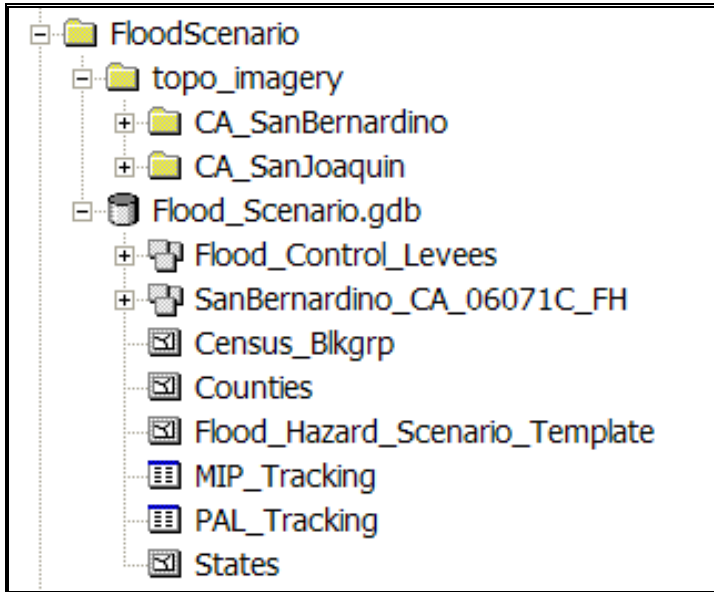 FloodScenario
topo_imagery
CA_SanBernardino
CA_SanJoaquin
Flood_Scenario.gdb
Flood_Control_Levees
SanBernardino_CA_06071C_FH
Census_Blkgrp
Counties
Flood_Hazard_Scenario_Template
MIP_Tracking
PAL_Tracking
States